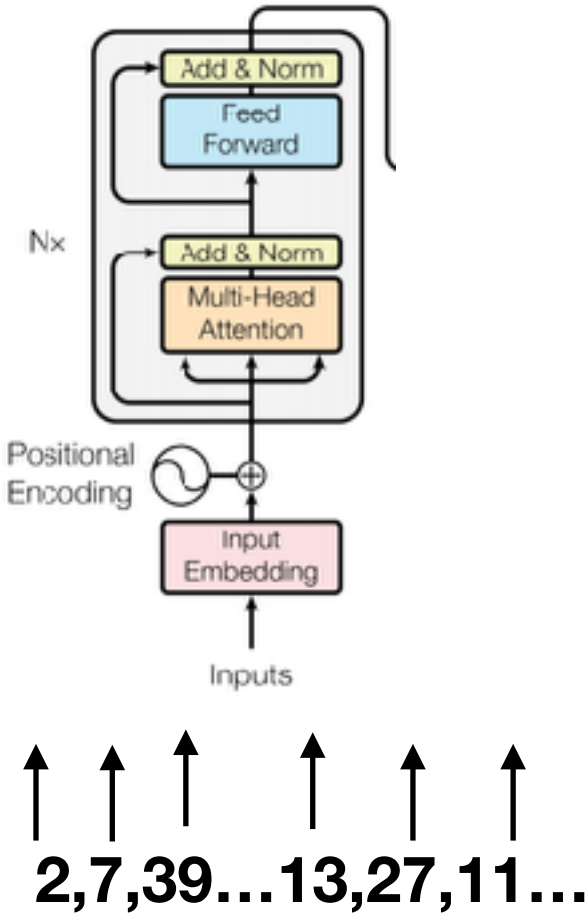 Add & Norm
Feed
Forward
Nx
Add & Norm
Multi-Head
Attention
Positional
Encoding
Input
Embedding
Inputs
2,7,39...13,27,11...